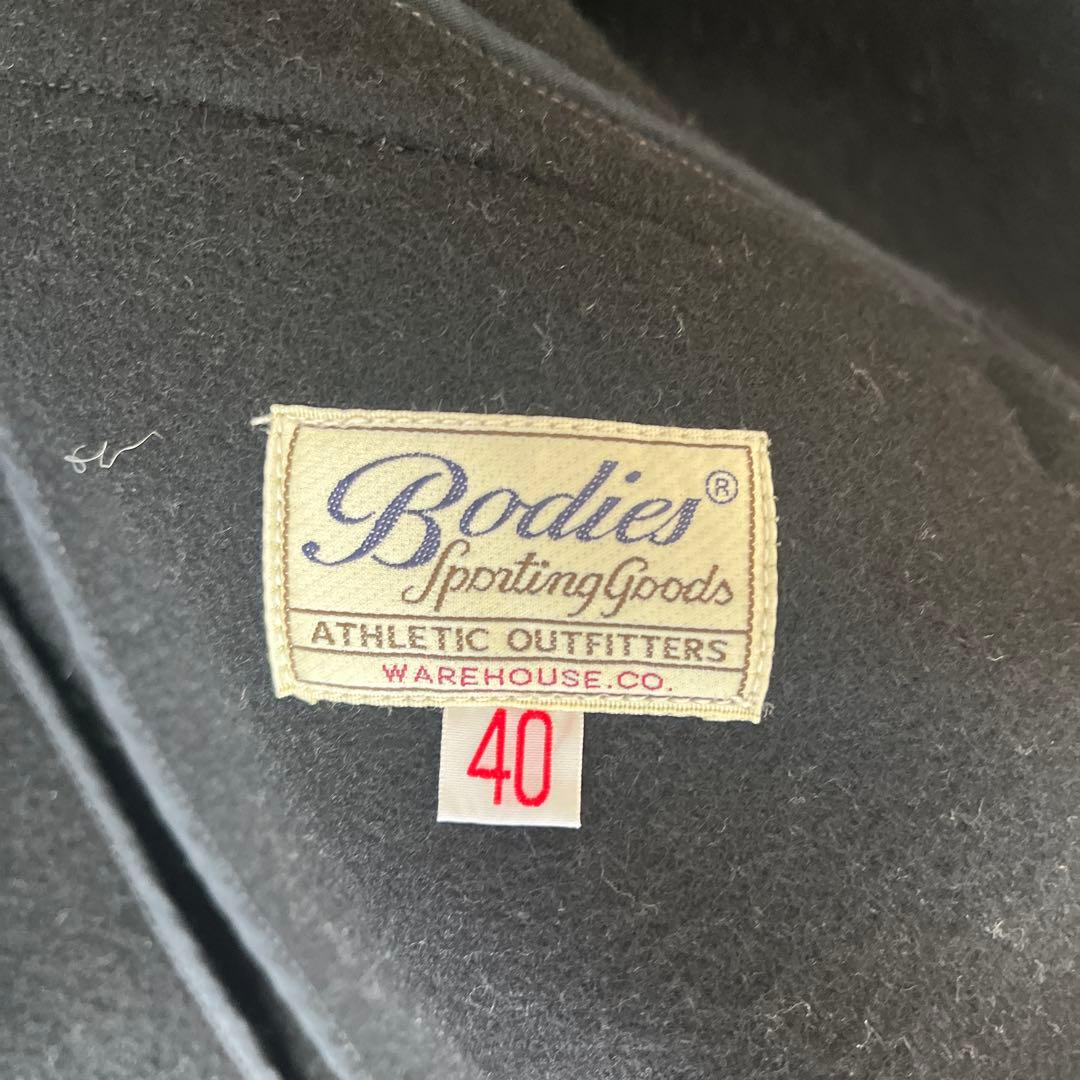 Bodies®
Sporting Goods
ATHLETIC OUTFITTERS
WAREHOUSE.CO.
40